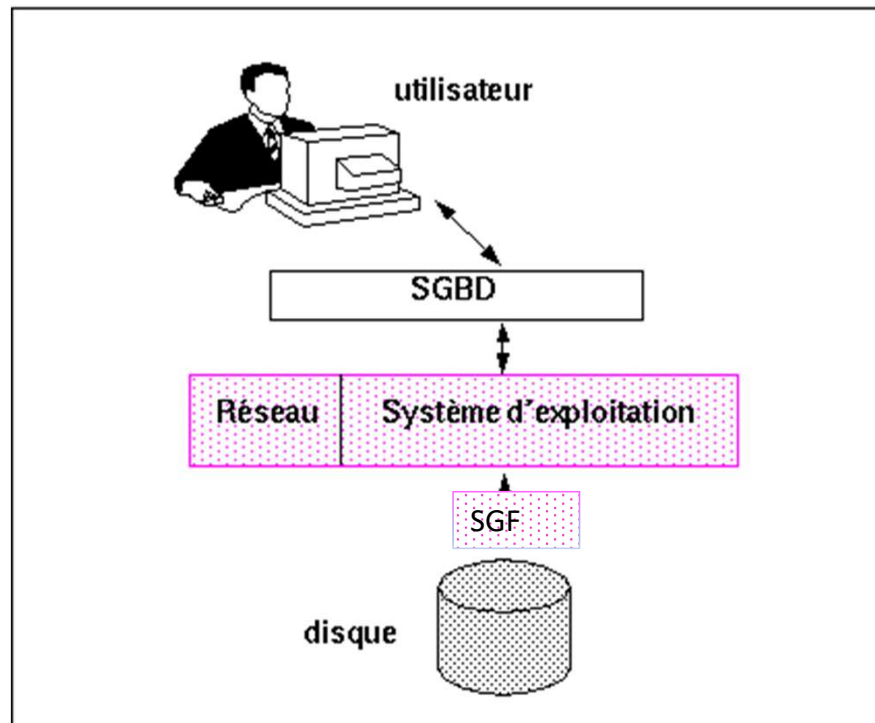 utilisateur
SGBD
Réseau
Système d'exploitation
SGF
disque